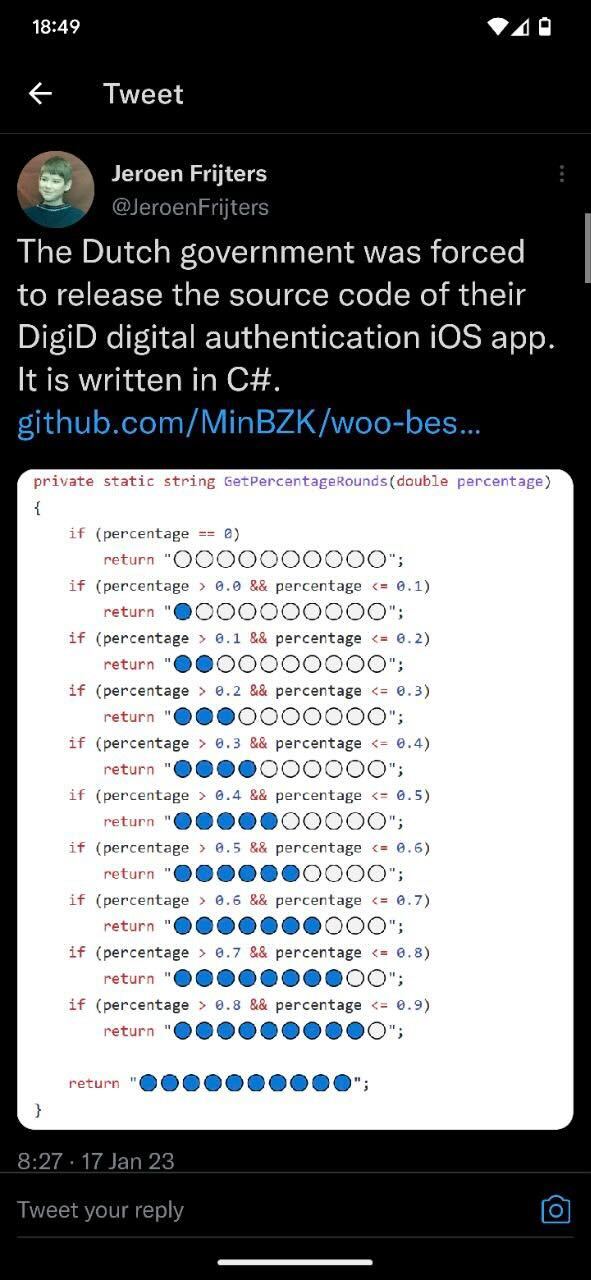 18:49
Tweet
Jeroen Frijters
@JeroenFrijters
The Dutch government was forced
to release the source code of their
DigiD digital authentication iOS app.
It is written in C#.
github.com/MinBZK/woo-bes...
private static string GetPercentageRounds(double percentage)
{
if (percentage == 0)
return "⚪⚪⚪⚪⚪⚪⚪⚪⚪⚪";
if (percentage > 0.0 && percentage <= 0.1)
return "🔵⚪⚪⚪⚪⚪⚪⚪⚪⚪";
if (percentage > 0.1 && percentage <= 0.2)
return "🔵🔵⚪⚪⚪⚪⚪⚪⚪⚪";
if (percentage > 0.2 && percentage <= 0.3)
return "🔵🔵🔵⚪⚪⚪⚪⚪⚪⚪";
if (percentage > 0.3 && percentage <= 0.4)
return "🔵🔵🔵🔵⚪⚪⚪⚪⚪⚪";
if (percentage > 0.4 && percentage <= 0.5)
return "🔵🔵🔵🔵🔵⚪⚪⚪⚪⚪";
if (percentage > 0.5 && percentage <= 0.6)
return "🔵🔵🔵🔵🔵🔵⚪⚪⚪⚪";
if (percentage > 0.6 && percentage <= 0.7)
return "🔵🔵🔵🔵🔵🔵🔵⚪⚪⚪";
if (percentage > 0.7 && percentage <= 0.8)
return "🔵🔵🔵🔵🔵🔵🔵🔵⚪⚪";
if (percentage > 0.8 && percentage <= 0.9)
return "🔵🔵🔵🔵🔵🔵🔵🔵🔵⚪";
return "🔵🔵🔵🔵🔵🔵🔵🔵🔵🔵";
}
8:27 · 17 Jan 23
Tweet your reply